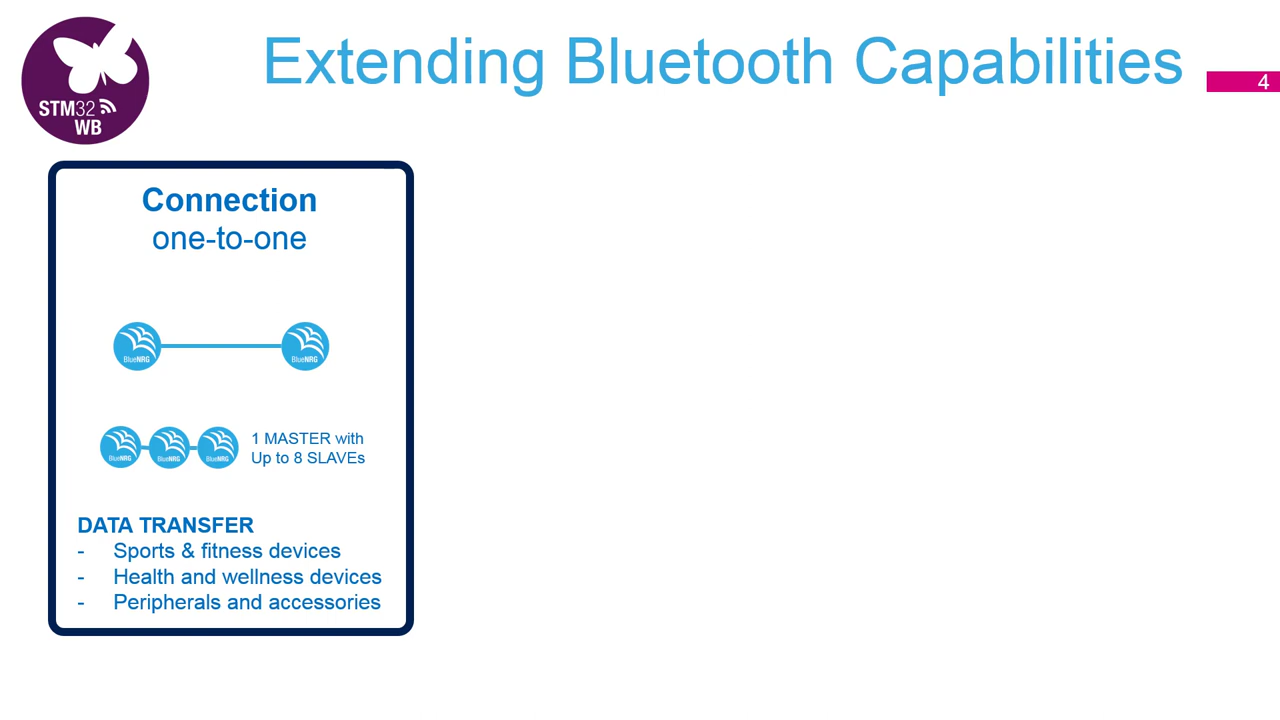 STM32
WB
Extending Bluetooth Capabilities
4
Connection
one-to-one
BlueNRG
BlueNRG
BlueNRG
BlueNRG
BlueNRG
1 MASTER with
Up to 8 SLAVEs
DATA TRANSFER
- Sports & fitness devices
- Health and wellness devices
- Peripherals and accessories